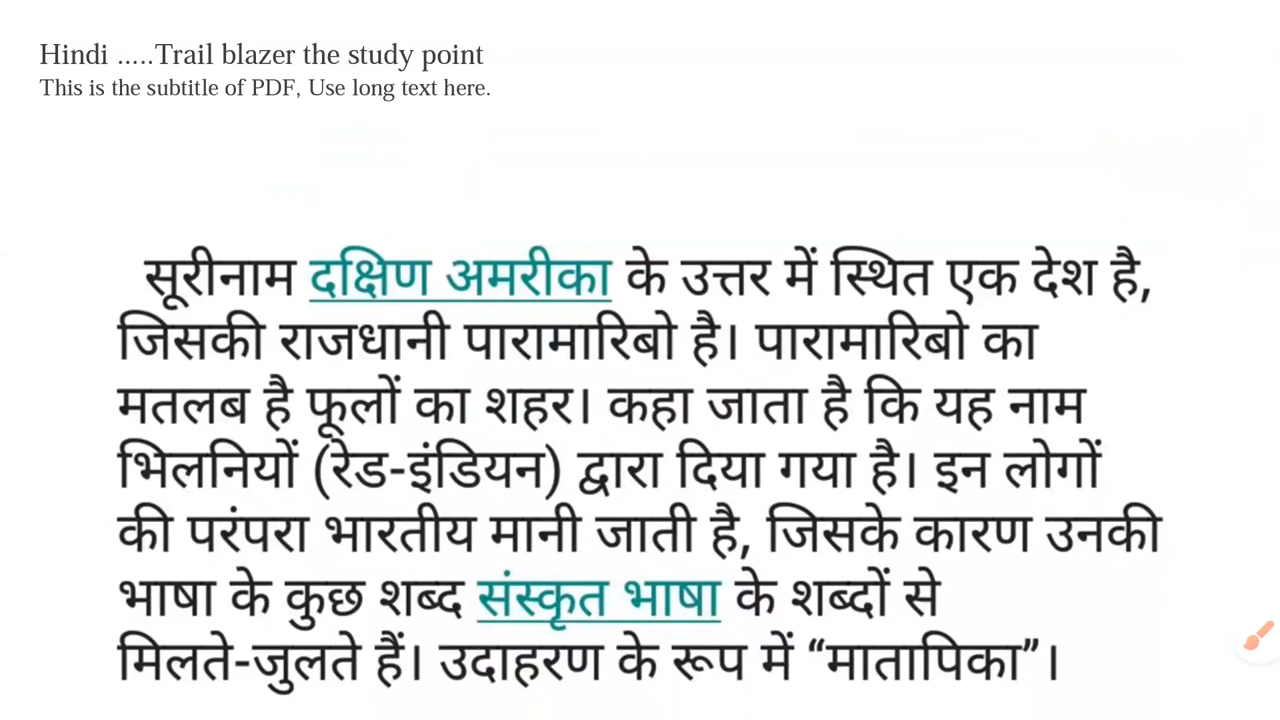 Hindi .....Trail blazer the study point
This is the subtitle of PDF, Use long text here.
सूरीनाम दक्षिण अमरीका के उत्तर में स्थित एक देश है,
जिसकी राजधानी पारामारिबो है। पारामारिबो का
मतलब है फूलों का शहर। कहा जाता है कि यह नाम
भिलनियों (रेड-इंडियन) द्वारा दिया गया है। इन लोगों
की परंपरा भारतीय मानी जाती है, जिसके कारण उनकी
भाषा के कुछ शब्द संस्कृत भाषा के शब्दों से
मिलते-जुलते हैं। उदाहरण के रूप में “मातापिका”।